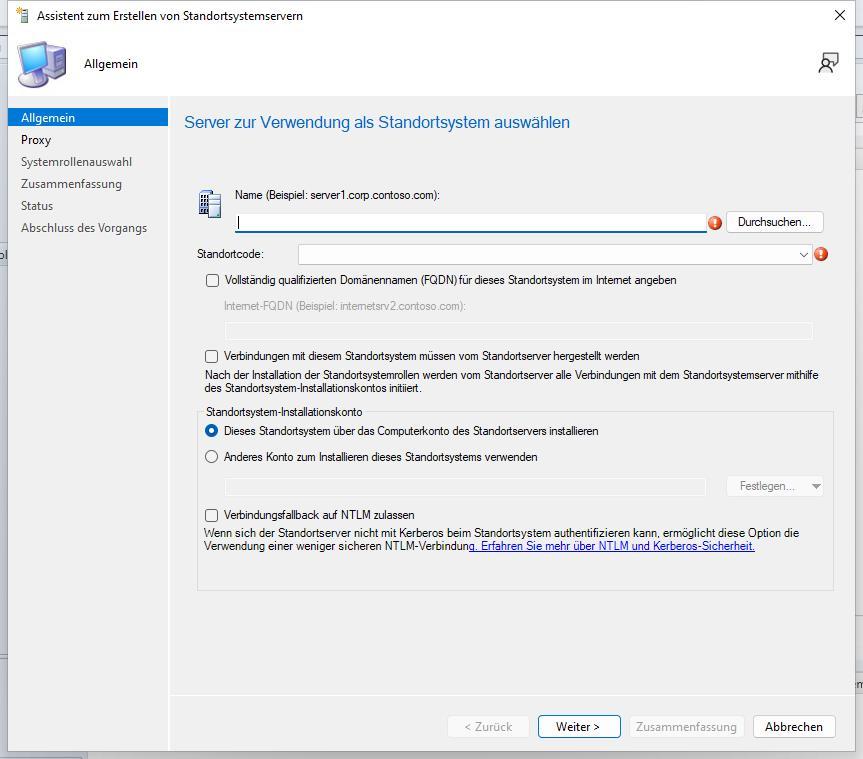 Assistent zum Erstellen von Standortsystemservern
Allgemein
Allgemein
Proxy
Systemrollenauswahl
Zusammenfassung
Status
Abschluss des Vorgangs
Server zur Verwendung als Standortsystem auswählen
Name (Beispiel: server1.corp.contoso.com):
Durchsuchen...
Standortcode:
Vollständig qualifizierten Domänennamen (FQDN) für dieses Standortsystem im Internet angeben
Internet-FQDN (Beispiel: internetsrv2.contoso.com):
Verbindungen mit diesem Standortsystem müssen vom Standortserver hergestellt werden
Nach der Installation der Standortsystemrollen werden vom Standortserver alle Verbindungen mit dem Standortsystemserver mithilfe
des Standortsystem-Installationskontos initiiert.
Standortsystem-Installationskonto
Dieses Standortsystem über das Computerkonto des Standortservers installieren
Anderes Konto zum Installieren dieses Standortsystems verwenden
Festlegen...
Verbindungsfallback auf NTLM zulassen
Wenn sich der Standortserver nicht mit Kerberos beim Standortsystem authentifizieren kann, ermöglicht diese Option die
Verwendung einer weniger sicheren NTLM-Verbindung. Erfahren Sie mehr über NTLM und Kerberos-Sicherheit.
< Zurück
Weiter >
Zusammenfassung
Abbrechen